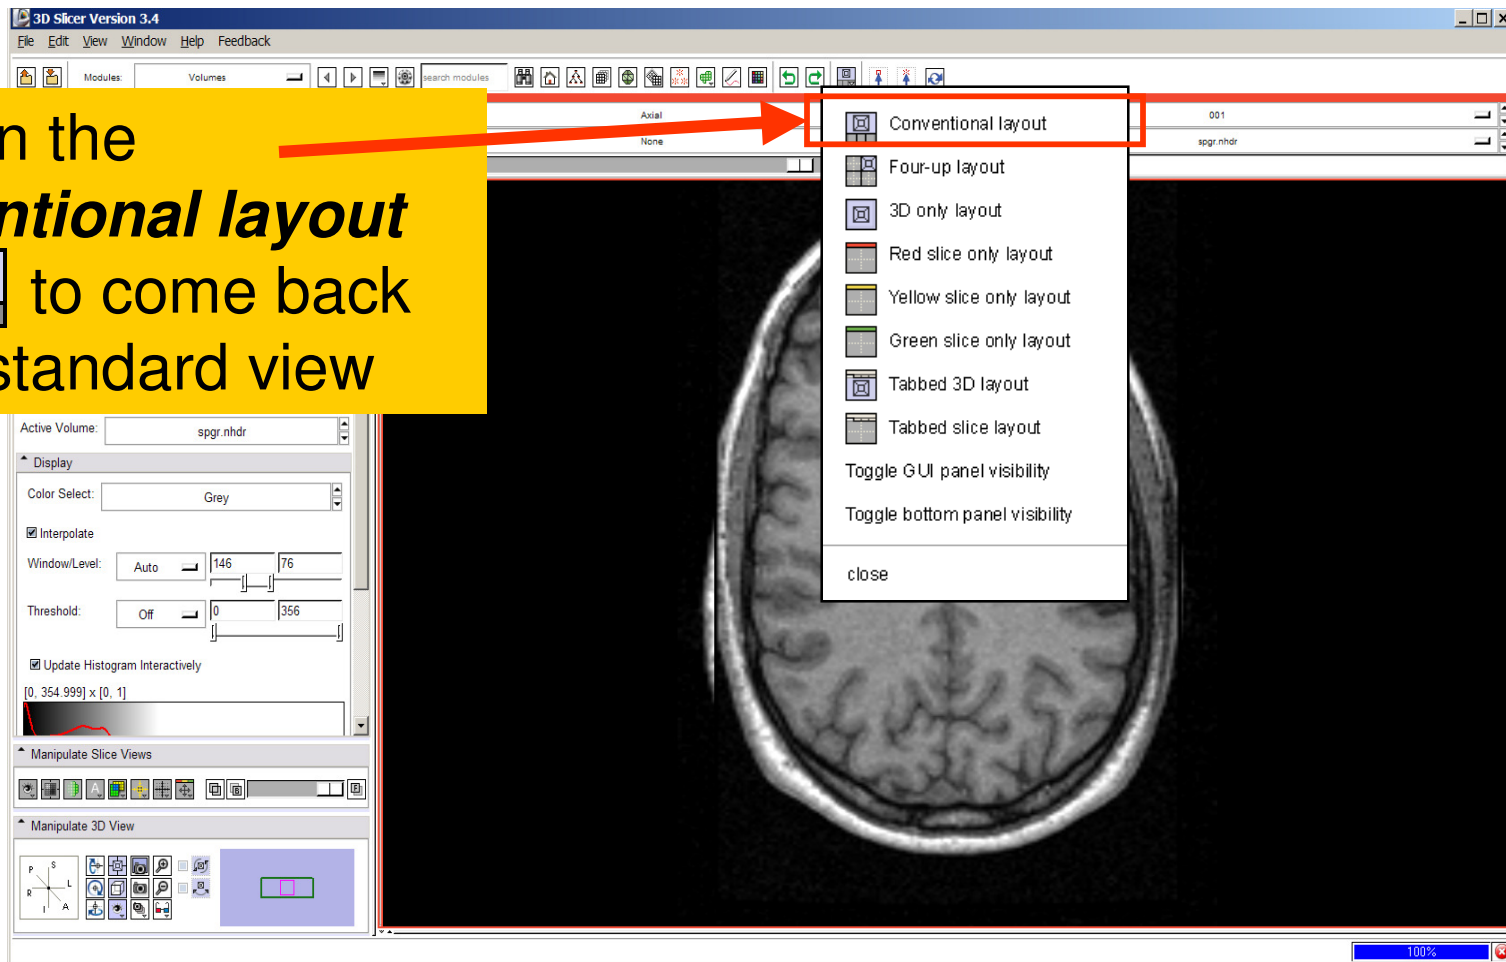 3D Slicer Version 3.4
File Edit View Window Help Feedback
Modules: Volumes search modules
n the
ntional layout
to come back
standard view
Axial 001
None spgr.nhdr
Conventional layout
Four-up layout
3D only layout
Red slice only layout
Yellow slice only layout
Green slice only layout
Tabbed 3D layout
Tabbed slice layout
Toggle GUI panel visibility
Toggle bottom panel visibility
close
Active Volume: spgr.nhdr
Display
Color Select: Grey
Interpolate
Window/Level: Auto 146 76
Threshold: Off 0 356
Update Histogram Interactively
[0, 354.999] x [0, 1]
Manipulate Slice Views
Manipulate 3D View
P S
R L
I A
100%